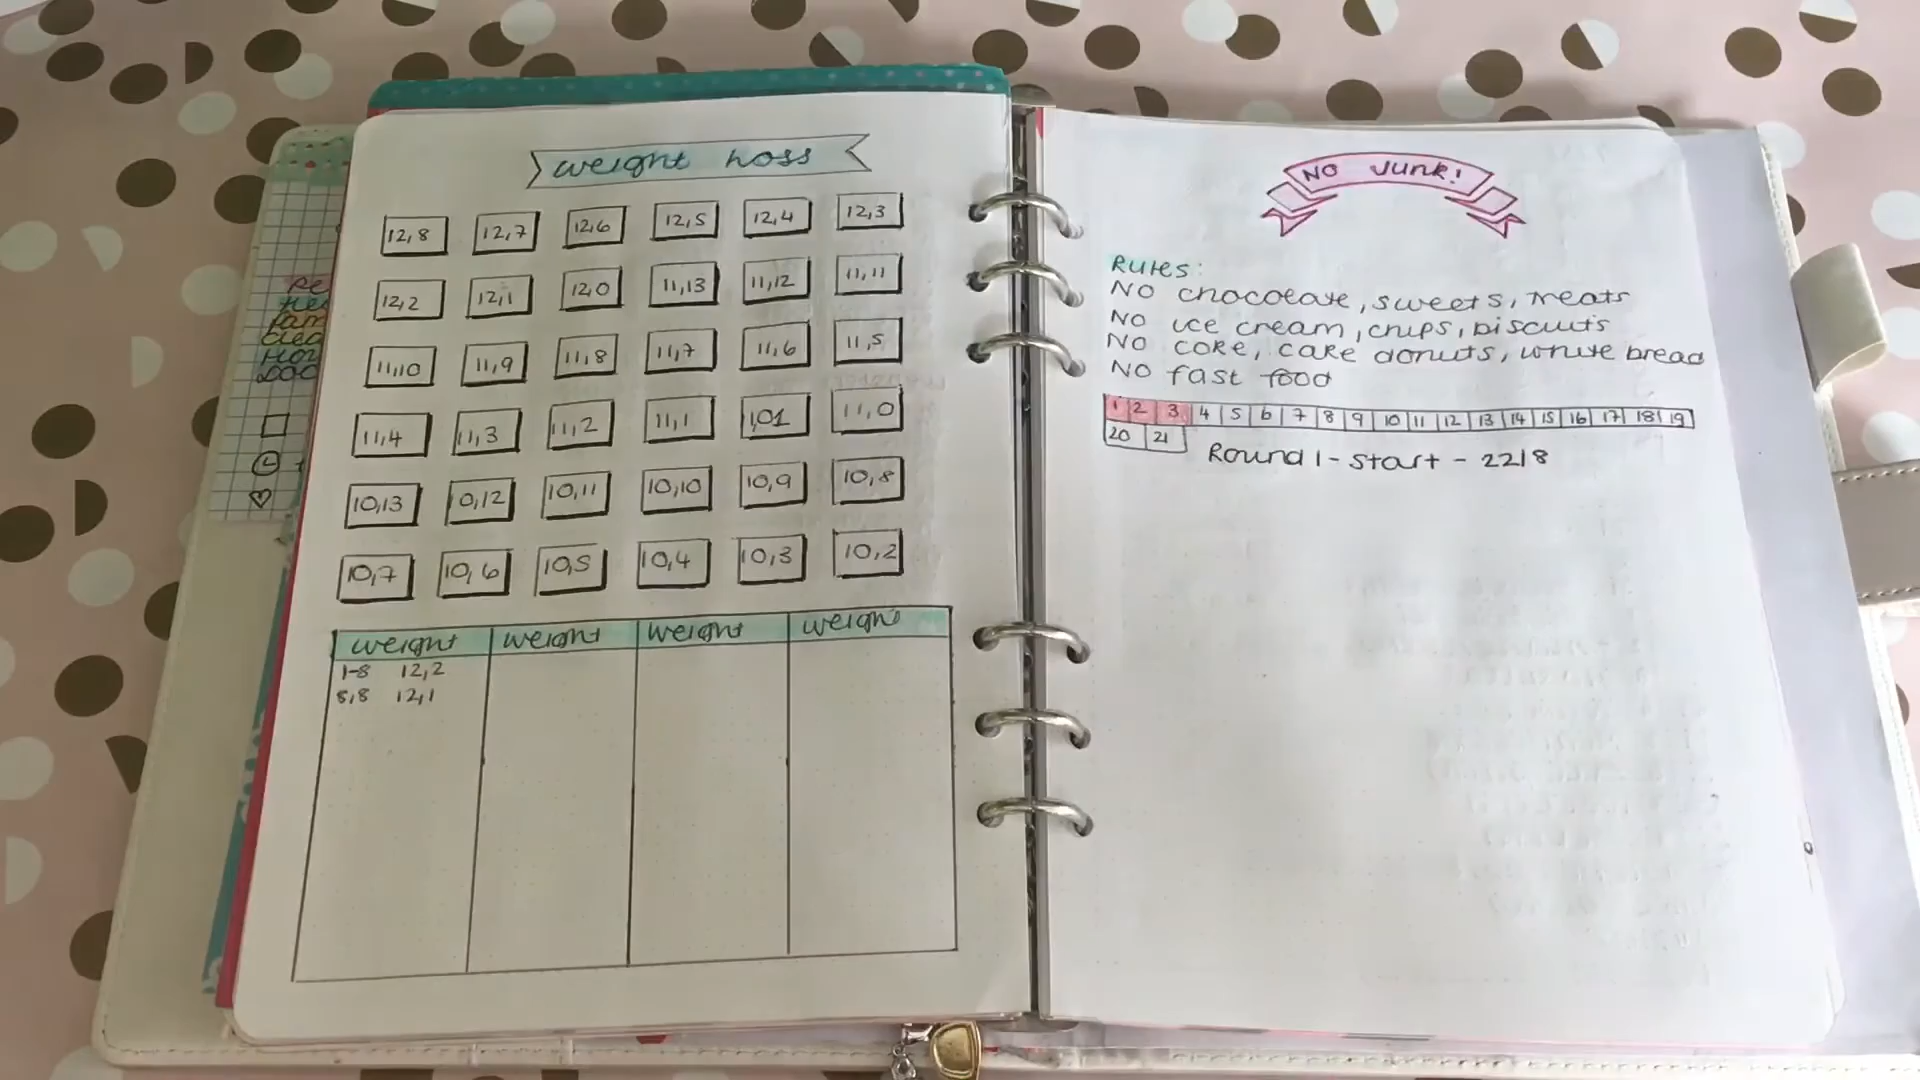 weight Loss
12,8 12,7 12,6 12,5 12,4 12,3
12,2 12,1 12,0 11,13 11,12 11,11
11,10 11,9 11,8 11,7 11,6 11,5
11,4 11,3 11,2 11,1 1,01 11,0
10,13 10,12 10,11 10,10 10,9 10,8
10,7 10,6 10,5 10,4 10,3 10,2
weight weight weight weight
1-8 12,2
8,8 12,1
NO Junk!
Rules:
NO chocolate, sweets, treats
NO ice cream, crips, biscuits
NO coke, cake donuts, white bread
NO fast food
1 2 3 4 5 6 7 8 9 10 11 12 13 14 15 16 17 18 19
20 21
Round 1 - start - 22/8